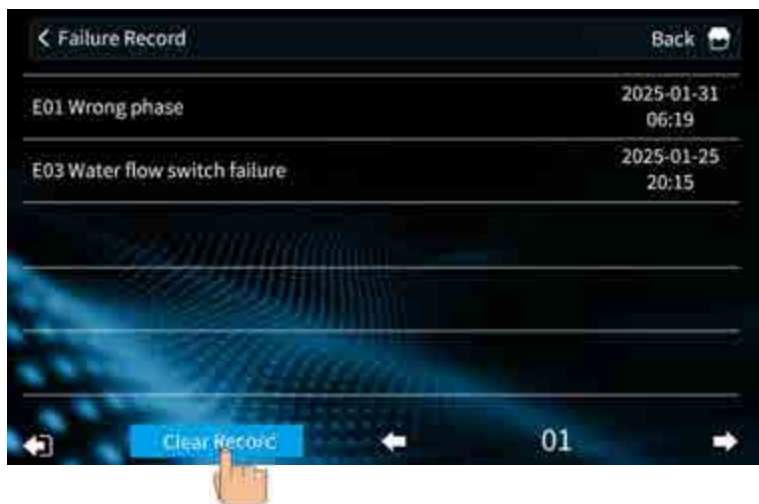 Failure Record
Back
E01 Wrong phase
2025-01-31
06:19
E03 Water flow switch failure
2025-01-25
20:15
Clear Record
01